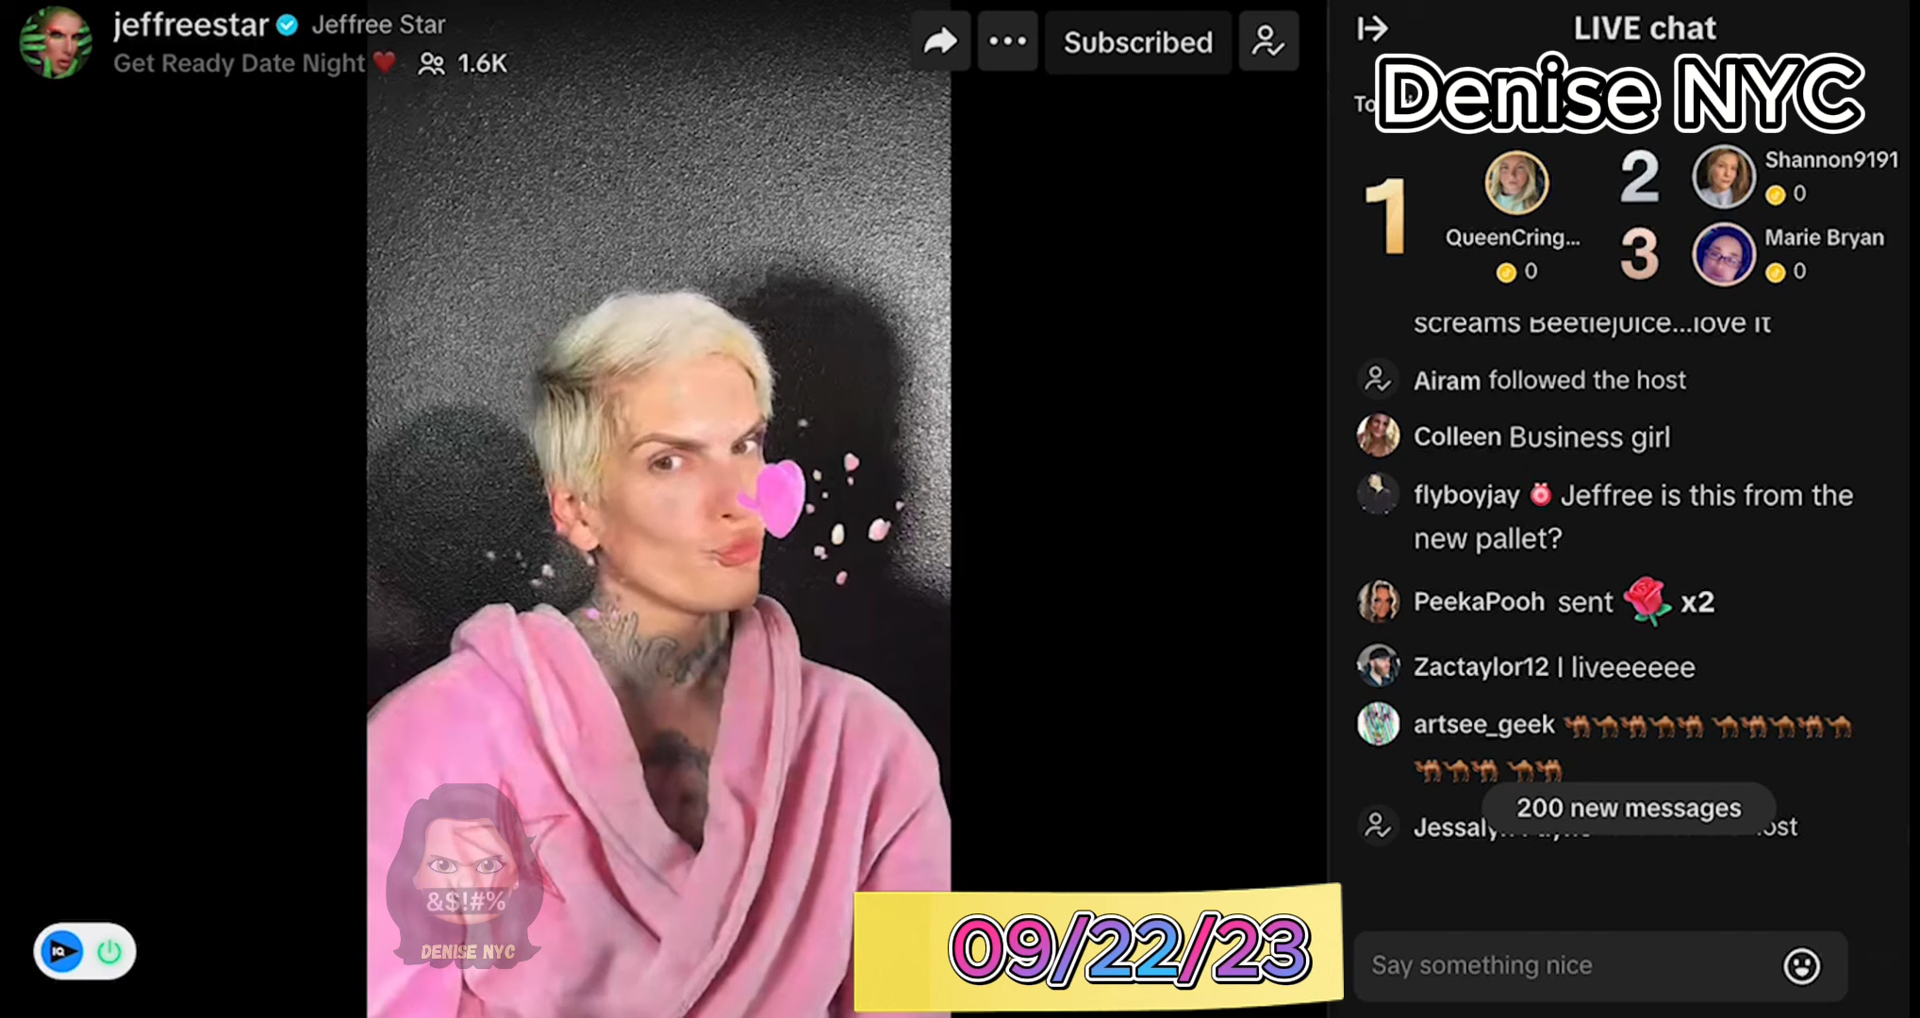 jeffreestar Jeffree Star
Get Ready Date Night ❤ 1.6K
Subscribed
LIVE chat
Denise NYC
1
QueenCring...
0
2
Shannon9191
0
3
Marie Bryan
0
screams Beetlejuice...love it
Airam followed the host
Colleen Business girl
flyboyjay Jeffree is this from the
new pallet?
PeekaPooh sent 🌹 x2
Zactaylor12 I liveeeeee
artsee_geek 🐫🐪🐫🐪🐫 🐪🐫🐪🐫🐪
🐫🐪🐫 🐪🐫
200 new messages
Say something nice
&$!#%
DENISE NYC
IQ
09/22/23